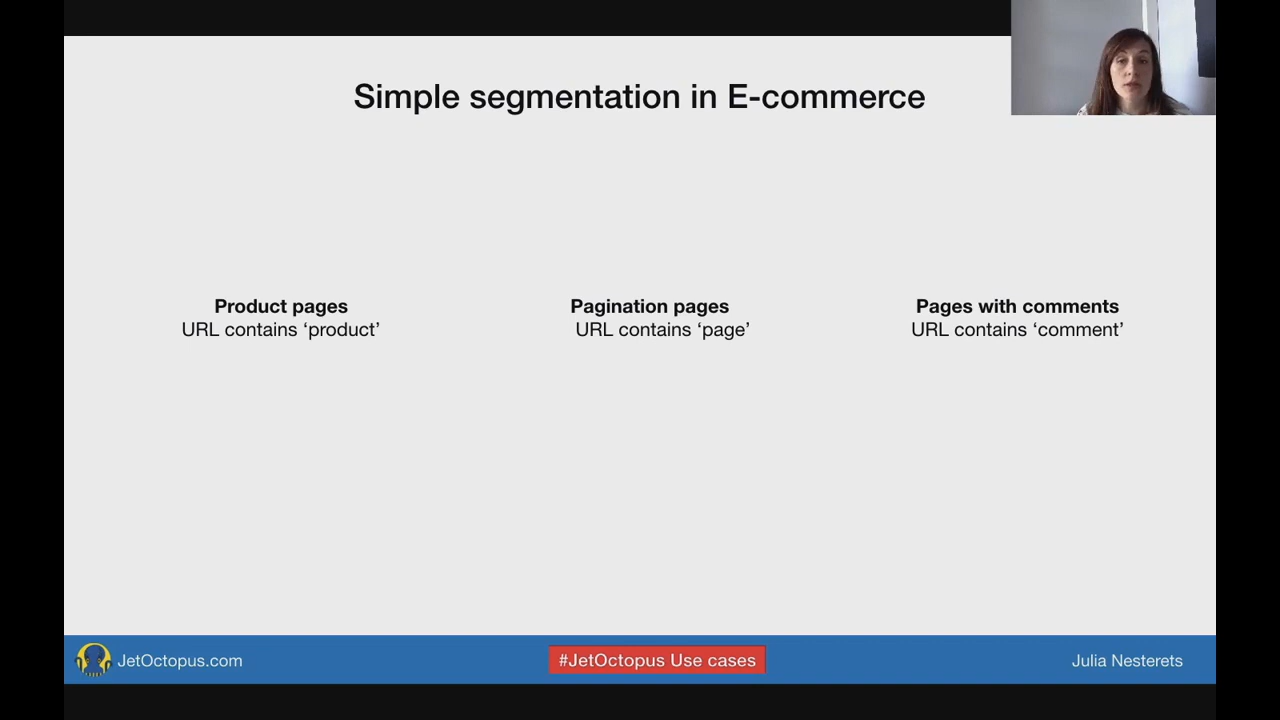 Simple segmentation in E-commerce
Product pages
URL contains ‘product’
Pagination pages
URL contains ‘page’
Pages with comments
URL contains ‘comment’
JetOctopus.com
#JetOctopus Use cases
Julia Nesterets